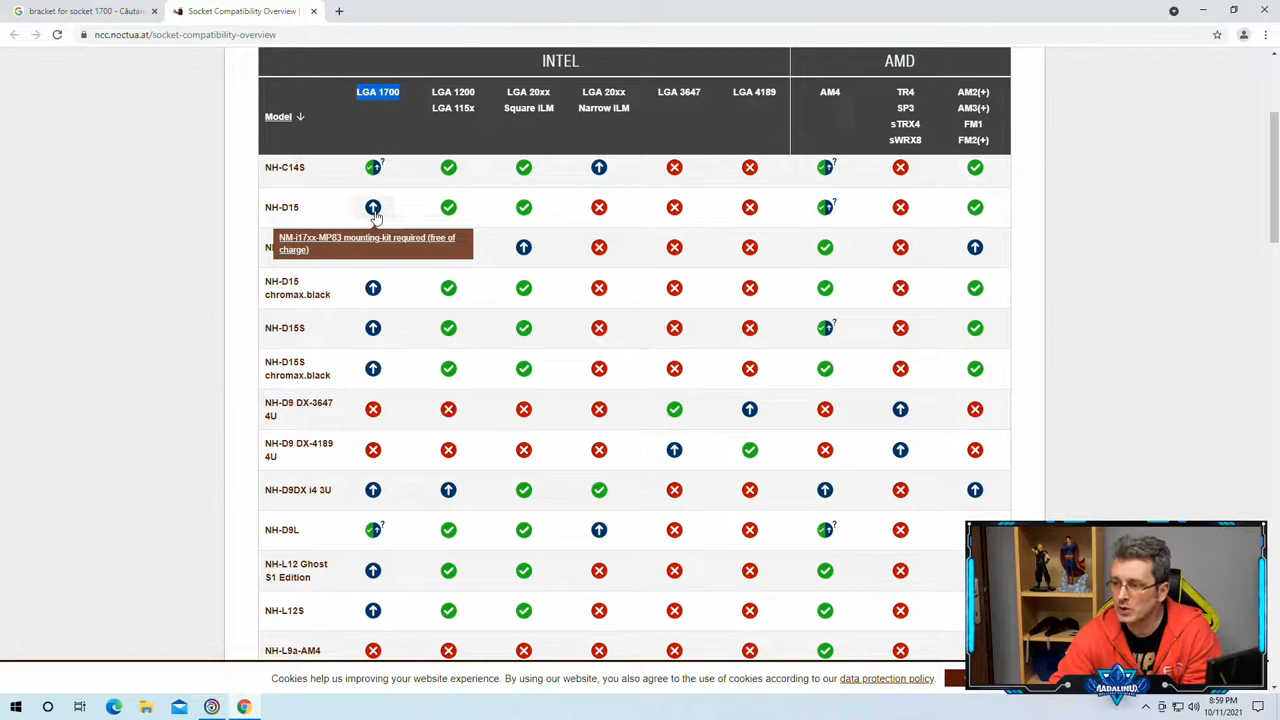 bracket for socket 1700 - Căuta
Socket Compatibility Overview |
ncc.noctua.at/socket-compatibility-overview
INTEL
AMD
Model
LGA 1700
LGA 1200
LGA 115x
LGA 20xx
Square ILM
LGA 20xx
Narrow ILM
LGA 3647
LGA 4189
AM4
TR4
SP3
sTRX4
sWRX8
AM2(+)
AM3(+)
FM1
FM2(+)
NH-C14S
?
?
NH-D15
?
NM-i17xx-MP83 mounting-kit required (free of
charge)
NH-D15
chromax.black
NH-D15S
?
NH-D15S
chromax.black
NH-D9 DX-3647
4U
NH-D9 DX-4189
4U
NH-D9DX i4 3U
NH-D9L
?
?
NH-L12 Ghost
S1 Edition
NH-L12S
NH-L9a-AM4
Cookies help us improving your website experience. By using our website, you also agree to the use of cookies according to our data protection policy.
8:59 PM
10/11/2021